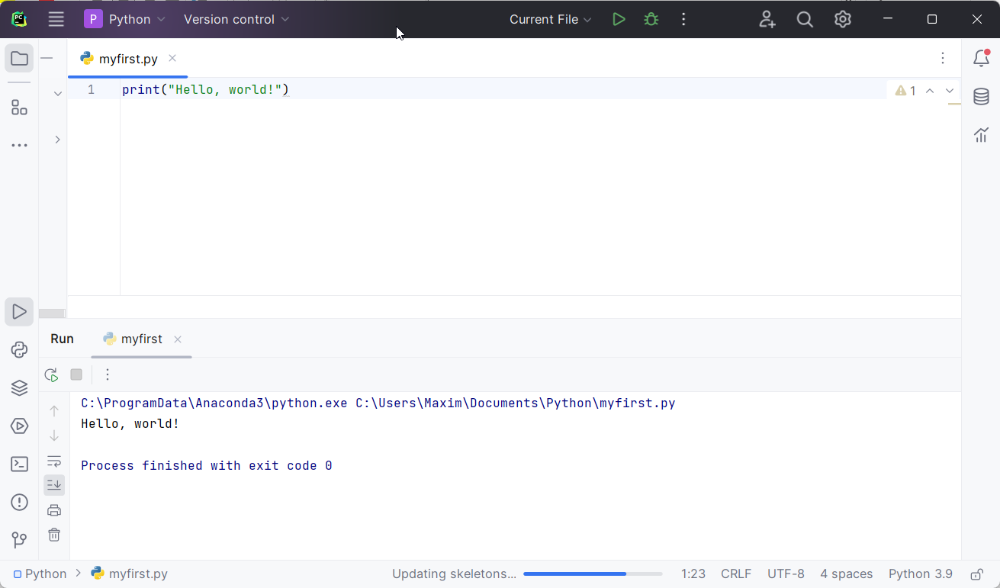 PC P Python Version control Current File
myfirst.py
1 print("Hello, world!") 1
Run myfirst
C:\ProgramData\Anaconda3\python.exe C:\Users\Maxim\Documents\Python\myfirst.py
Hello, world!
Process finished with exit code 0
Python > myfirst.py Updating skeletons... 1:23 CRLF UTF-8 4 spaces Python 3.9